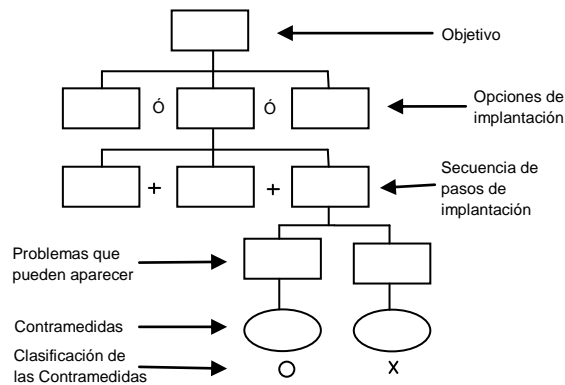 Objetivo
Ó
Ó
Opciones de
implantación
+
+
Secuencia de
pasos de
implantación
Problemas que
pueden aparecer
Contramedidas
Clasificación de
las Contramedidas
O
X